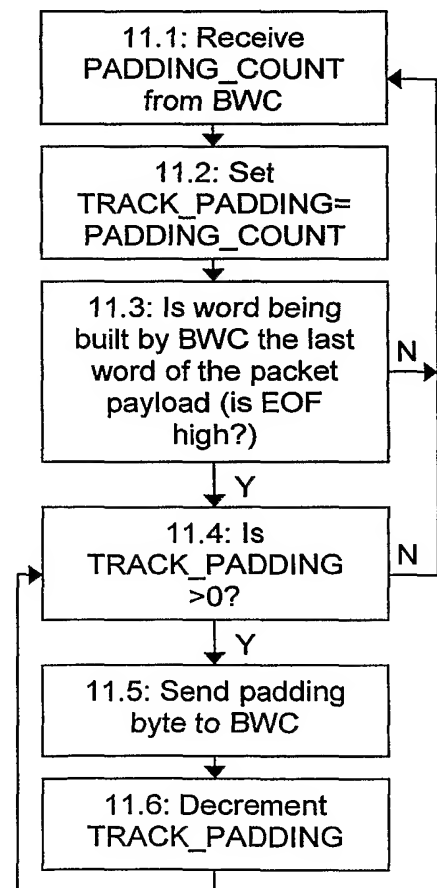 11.1: Receive
PADDING_COUNT
from BWC
11.2: Set
TRACK_PADDING=
PADDING_COUNT
11.3: Is word being
built by BWC the last
word of the packet
payload (is EOF
high?)
N
Y
11.4: Is
TRACK_PADDING
>0?
N
Y
11.5: Send padding
byte to BWC
11.6: Decrement
TRACK_PADDING